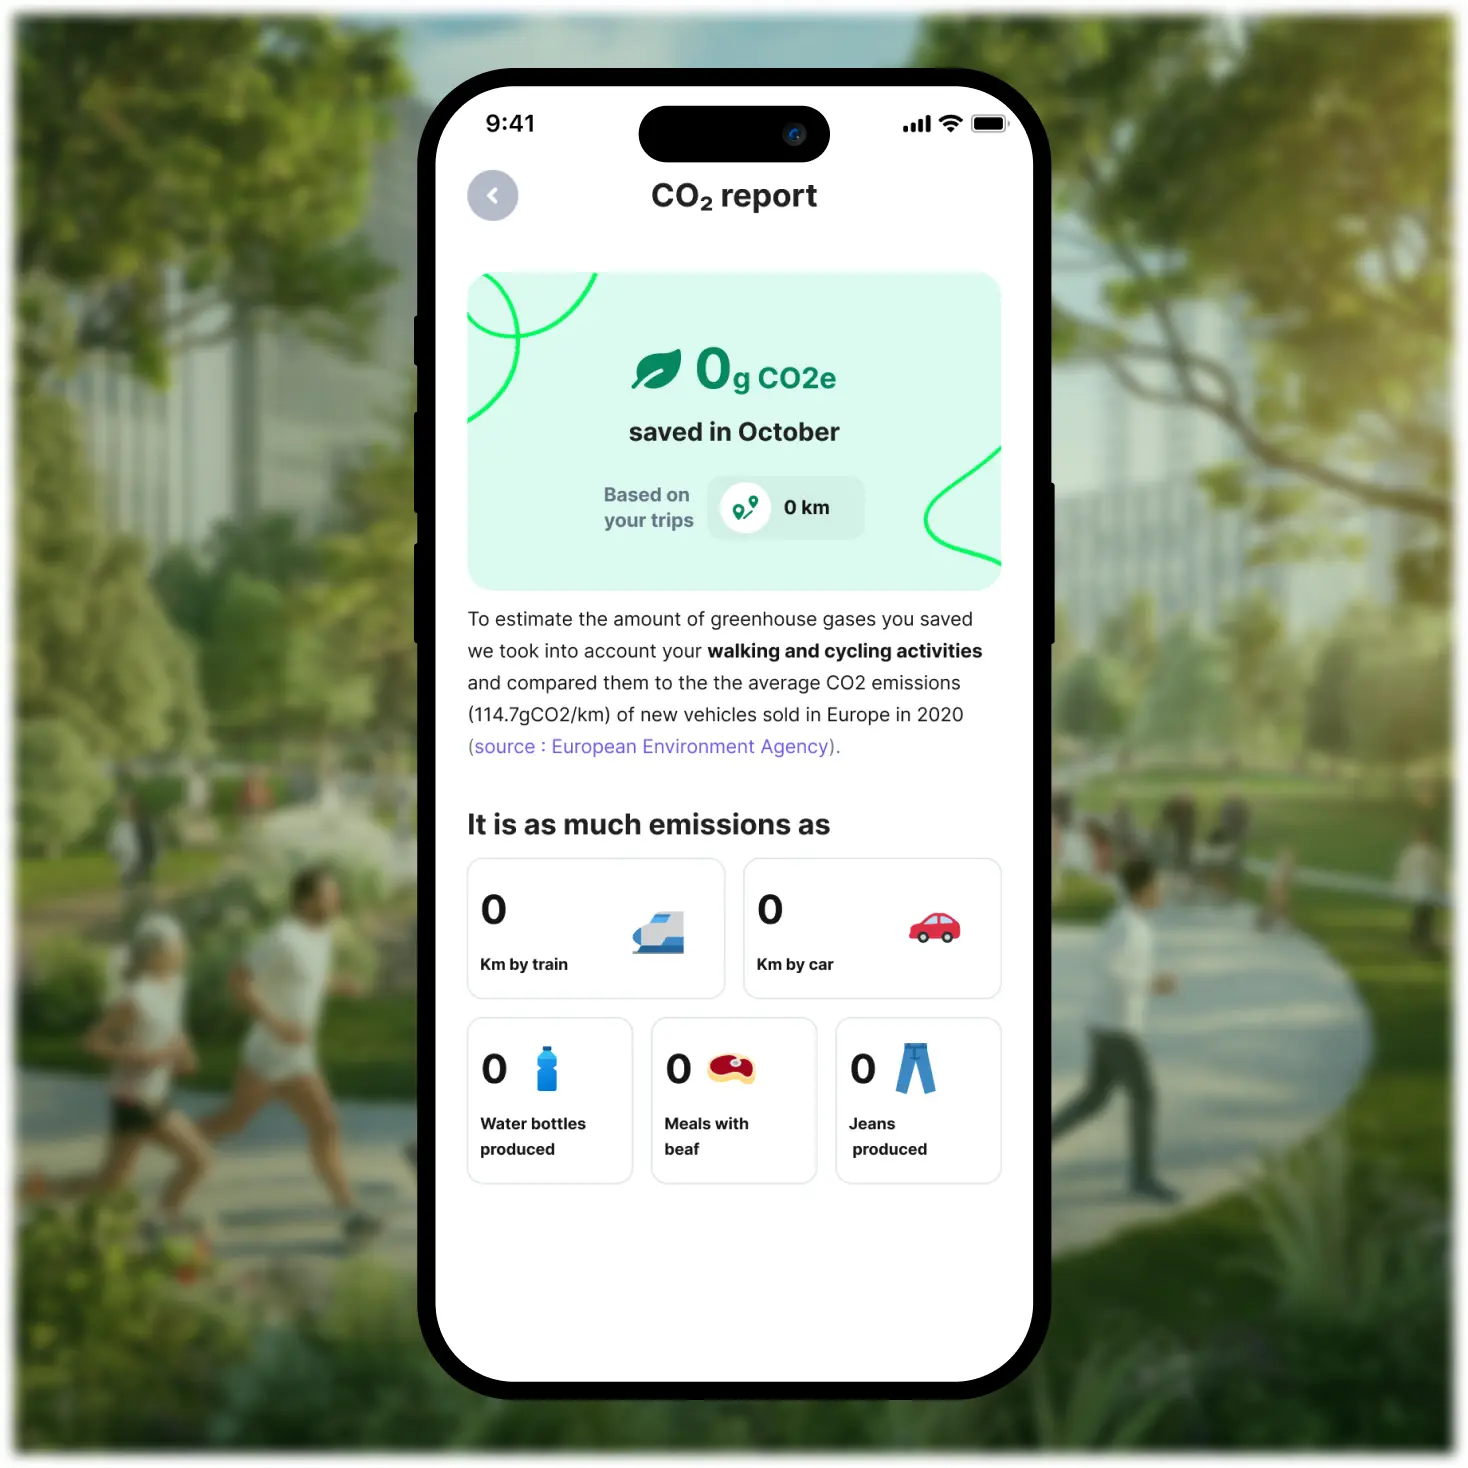 9:41
CO₂ report
0g CO2e
saved in October
Based on
your trips
0 km
To estimate the amount of greenhouse gases you saved
we took into account your walking and cycling activities
and compared them to the the average CO2 emissions
(114.7gCO2/km) of new vehicles sold in Europe in 2020
(source : European Environment Agency).
It is as much emissions as
0
Km by train
0
Km by car
0
Water bottles
produced
0
Meals with
beaf
0
Jeans
produced